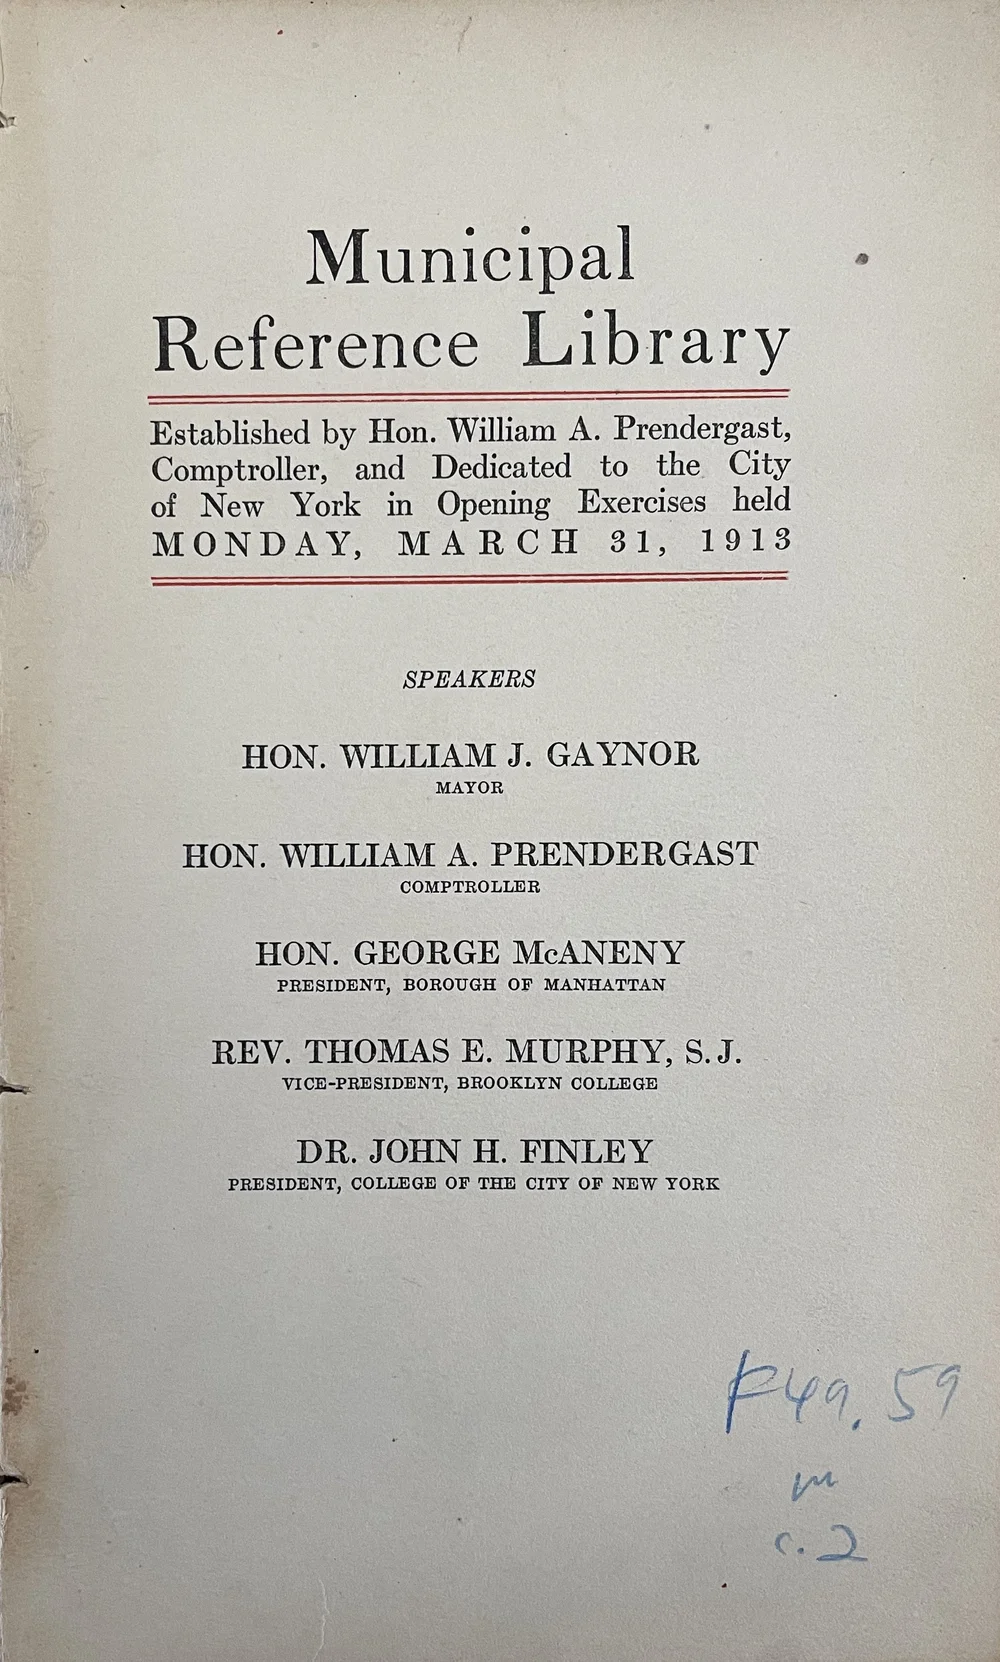 Municipal
Reference Library
Established by Hon. William A. Prendergast,
Comptroller, and Dedicated to the City
of New York in Opening Exercises held
MONDAY, MARCH 31, 1913
SPEAKERS
HON. WILLIAM J. GAYNOR
MAYOR
HON. WILLIAM A. PRENDERGAST
COMPTROLLER
HON. GEORGE McANENY
PRESIDENT, BOROUGH OF MANHATTAN
REV. THOMAS E. MURPHY, S. J.
VICE-PRESIDENT, BROOKLYN COLLEGE
DR. JOHN H. FINLEY
PRESIDENT, COLLEGE OF THE CITY OF NEW YORK
P49.59
m
c.2